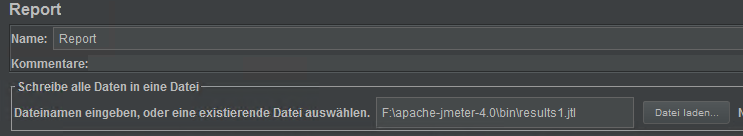 Report
Name: Report
Kommentare:
Schreibe alle Daten in eine Datei
Dateinamen eingeben, oder eine existierende Datei auswählen. F:\apache-jmeter-4.0\bin\results1.jtl Datei laden...